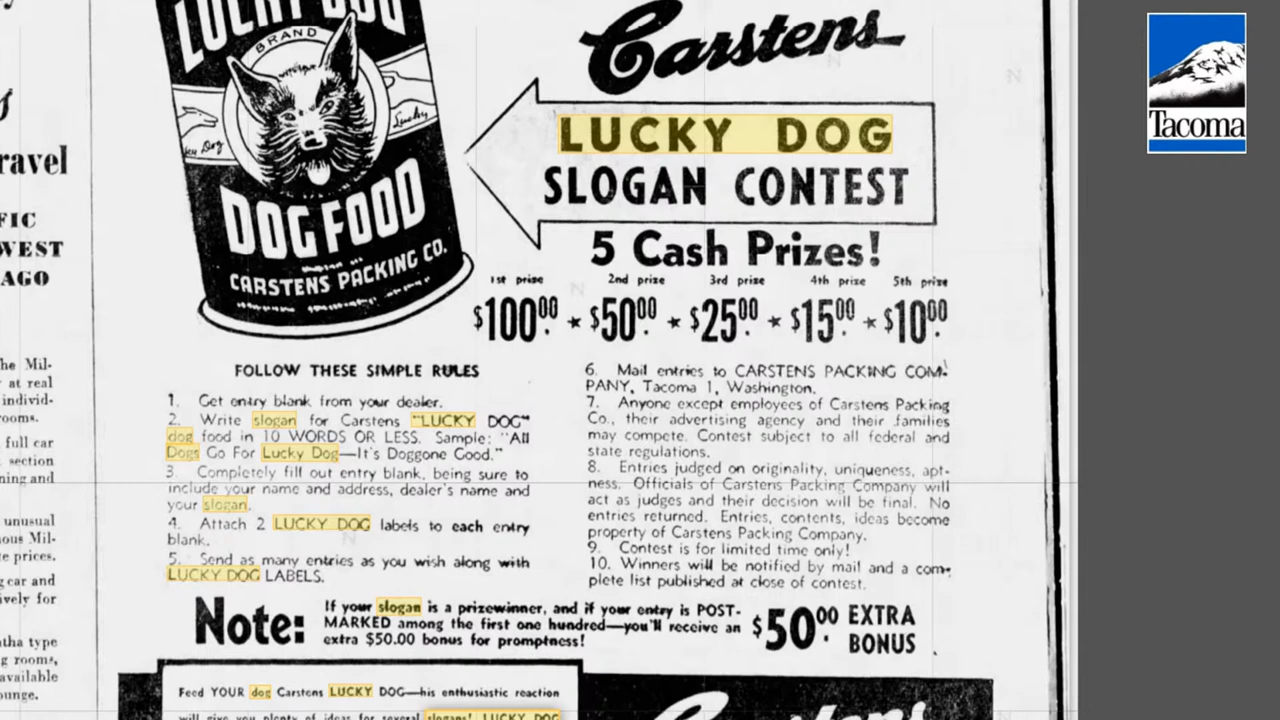 LUCKY DOG
BRAND
DOG FOOD
CARSTENS PACKING CO.
Carstens
LUCKY DOG
SLOGAN CONTEST
5 Cash Prizes!
1st prize 2nd prize 3rd prize 4th prize 5th prize
$100.00 ★ $50.00 ★ $25.00 ★ $15.00 ★ $10.00
FOLLOW THESE SIMPLE RULES
1. Get entry blank from your dealer.
2. Write slogan for Carstens "LUCKY DOG"
dog food in 10 WORDS OR LESS. Sample: "All
Dogs Go For Lucky Dog—It's Doggone Good."
3. Completely fill out entry blank, being sure to
include your name and address, dealer's name and
your slogan.
4. Attach 2 LUCKY DOG labels to each entry
blank.
5. Send as many entries as you wish along with
LUCKY DOG LABELS.
6. Mail entries to CARSTENS PACKING COM-
PANY, Tacoma 1, Washington.
7. Anyone except employees of Carstens Packing
Co., their advertising agency and their families
may compete. Contest subject to all federal and
state regulations.
8. Entries judged on originality, uniqueness, apt-
ness. Officials of Carstens Packing Company will
act as judges and their decision will be final. No
entries returned. Entries, contents, ideas become
property of Carstens Packing Company.
9. Contest is for limited time only!
10. Winners will be notified by mail and a com-
plete list published at close of contest.
Note:
If your slogan is a prizewinner, and if your entry is POST-
MARKED among the first one hundred—you'll receive an
extra $50.00 bonus for promptness!
$50.00 EXTRA
BONUS
Feed YOUR dog Carstens LUCKY DOG—his enthusiastic reaction
will give you plenty of ideas for several slogans! LUCKY DOG
Carstens
ravel
FIC
WEST
AGO
he Mil-
at real
individ-
rooms.
full car
section
ning and
unusual
ious Mil-
te prices.
g car and
ively for
tha type
g rooms,
available
ounge.
Tacoma